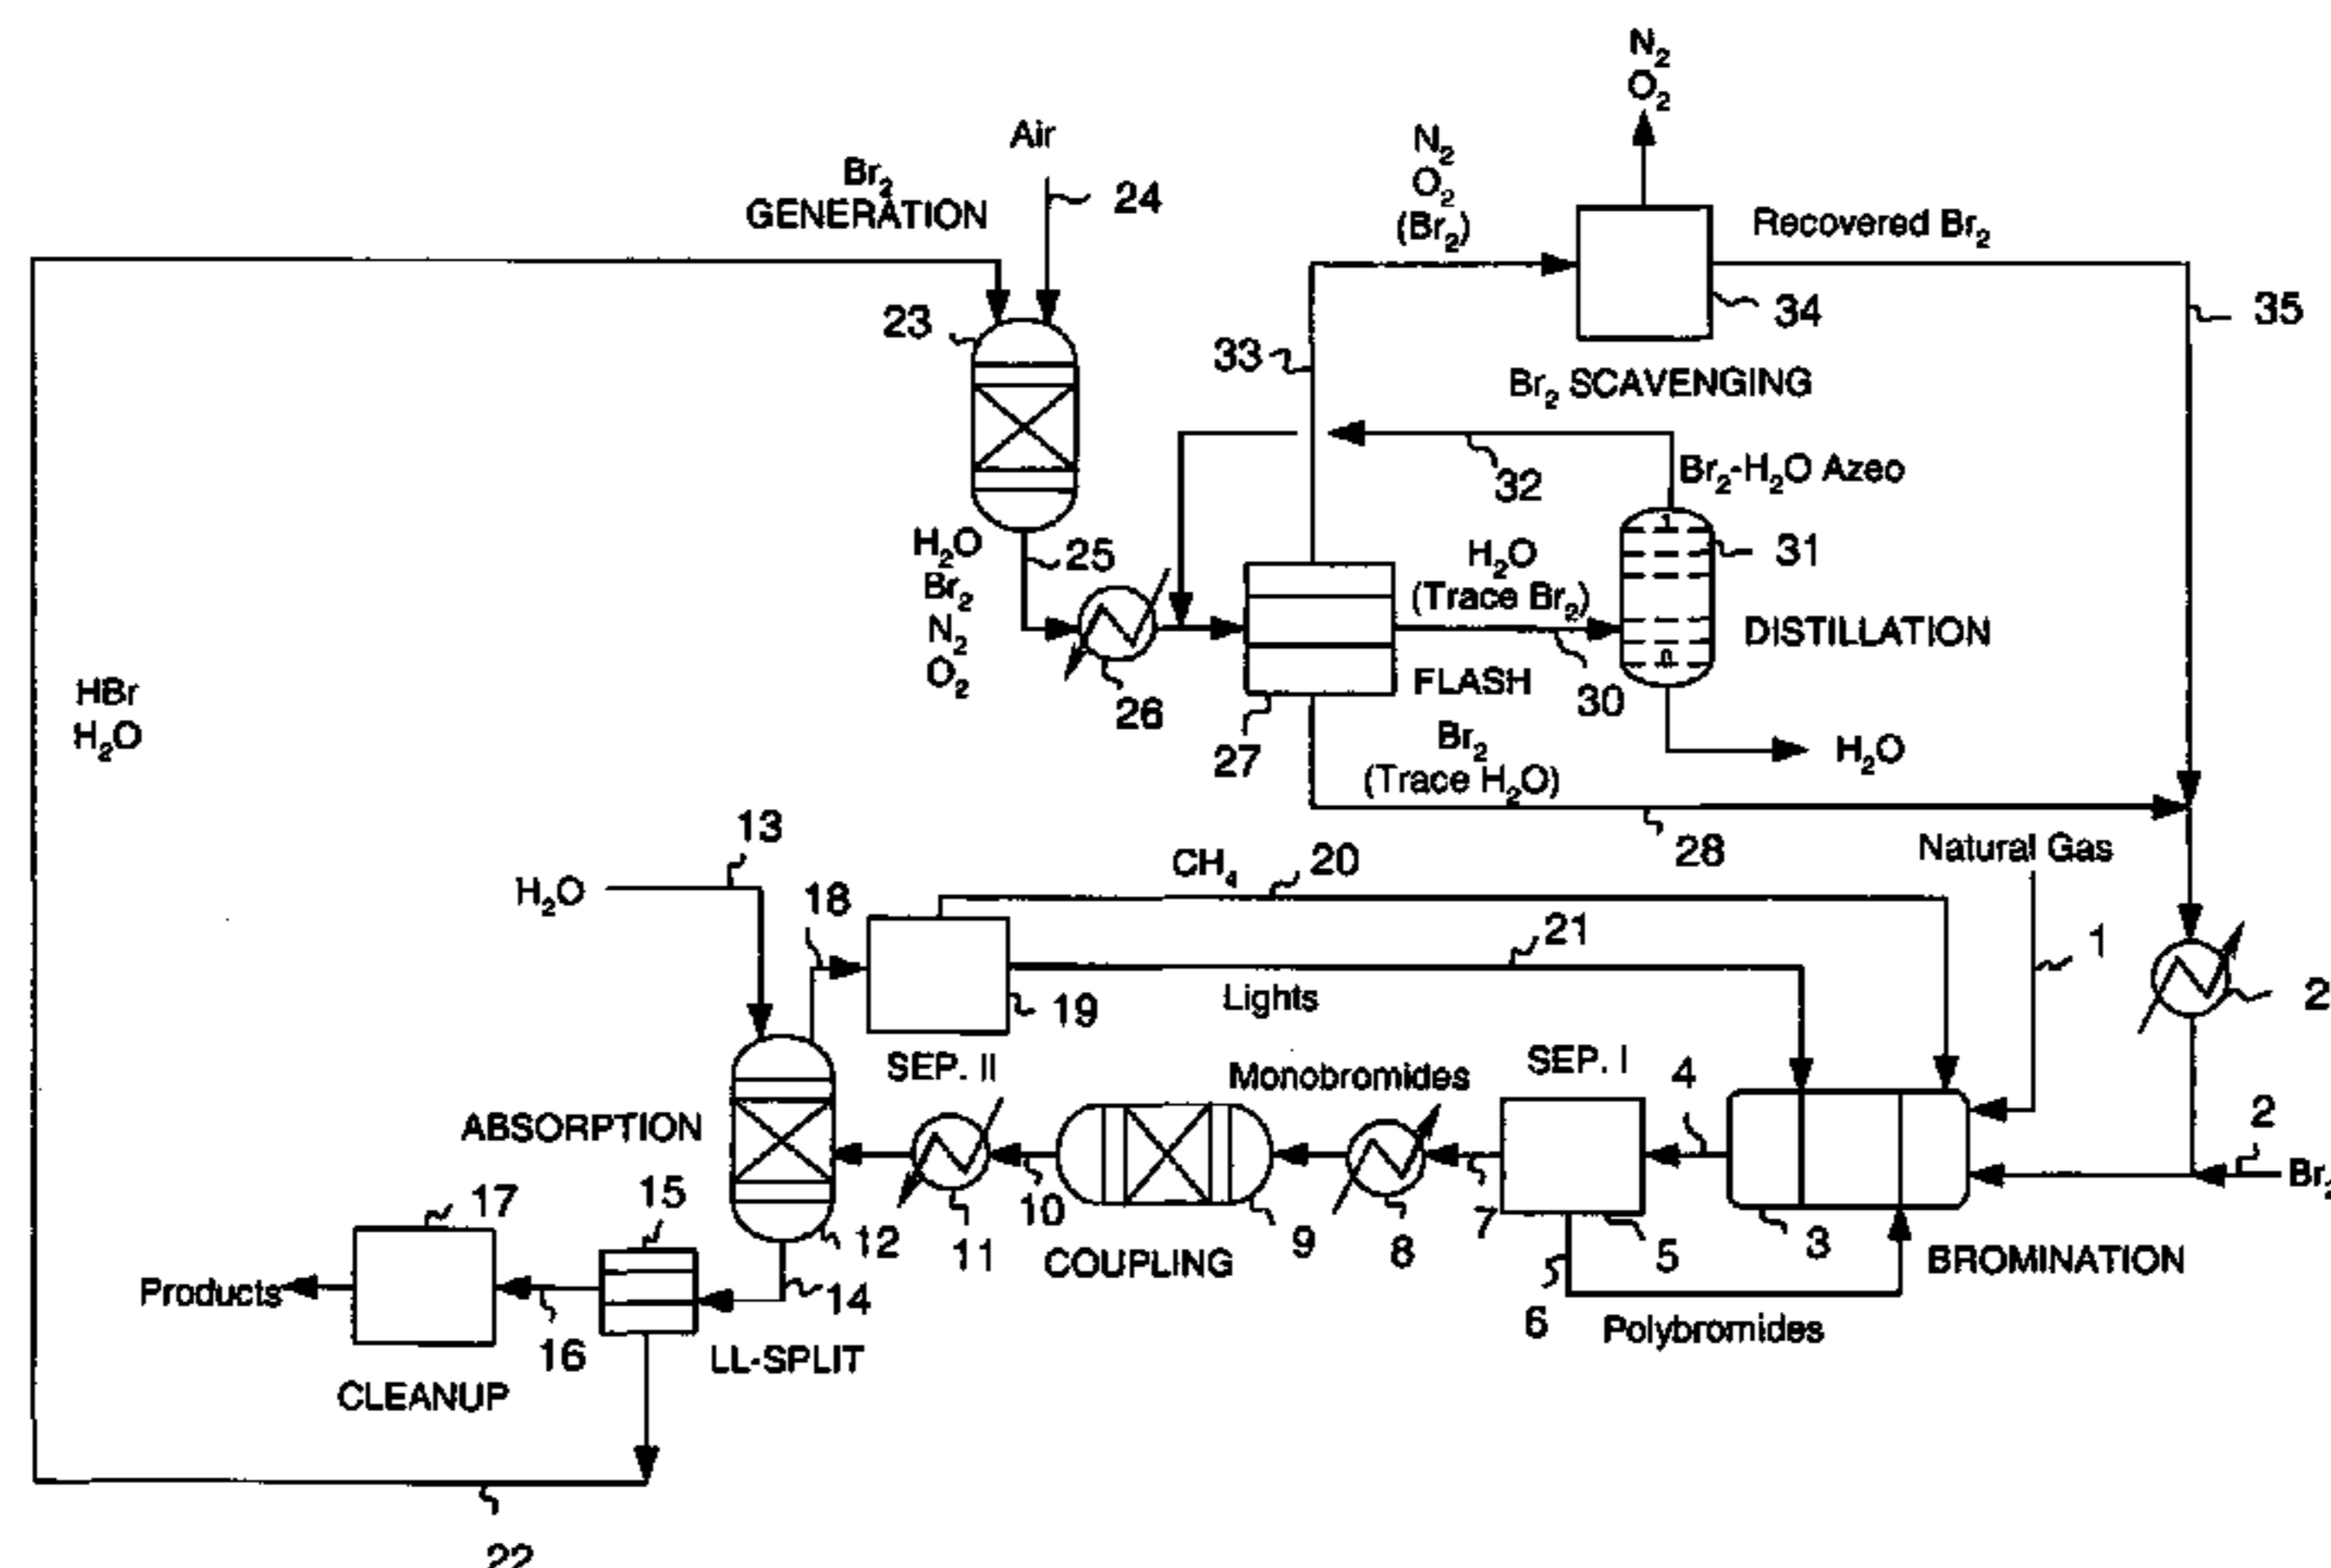 N₂
O₂
Air
Br₂
GENERATION
24
N₂
O₂
(Br₂)
Recovered Br₂
34
35
23
33
Br₂ SCAVENGING
32
Br₂-H₂O Azeo
H₂O
Br₂
N₂
O₂
25
26
H₂O
(Trace Br₂)
31
DISTILLATION
FLASH
30
27
Br₂
(Trace H₂O)
H₂O
28
HBr
H₂O
13
H₂O
18
CH₄
20
Natural Gas
21
1
Lights
19
2
SEP. II
Monobromides
SEP. I
4
2
Br₂
ABSORPTION
17
15
12
11
10
COUPLING
9
8
7
5
3
BROMINATION
Products
14
16
LL-SPLIT
6
Polybromides
CLEANUP
22